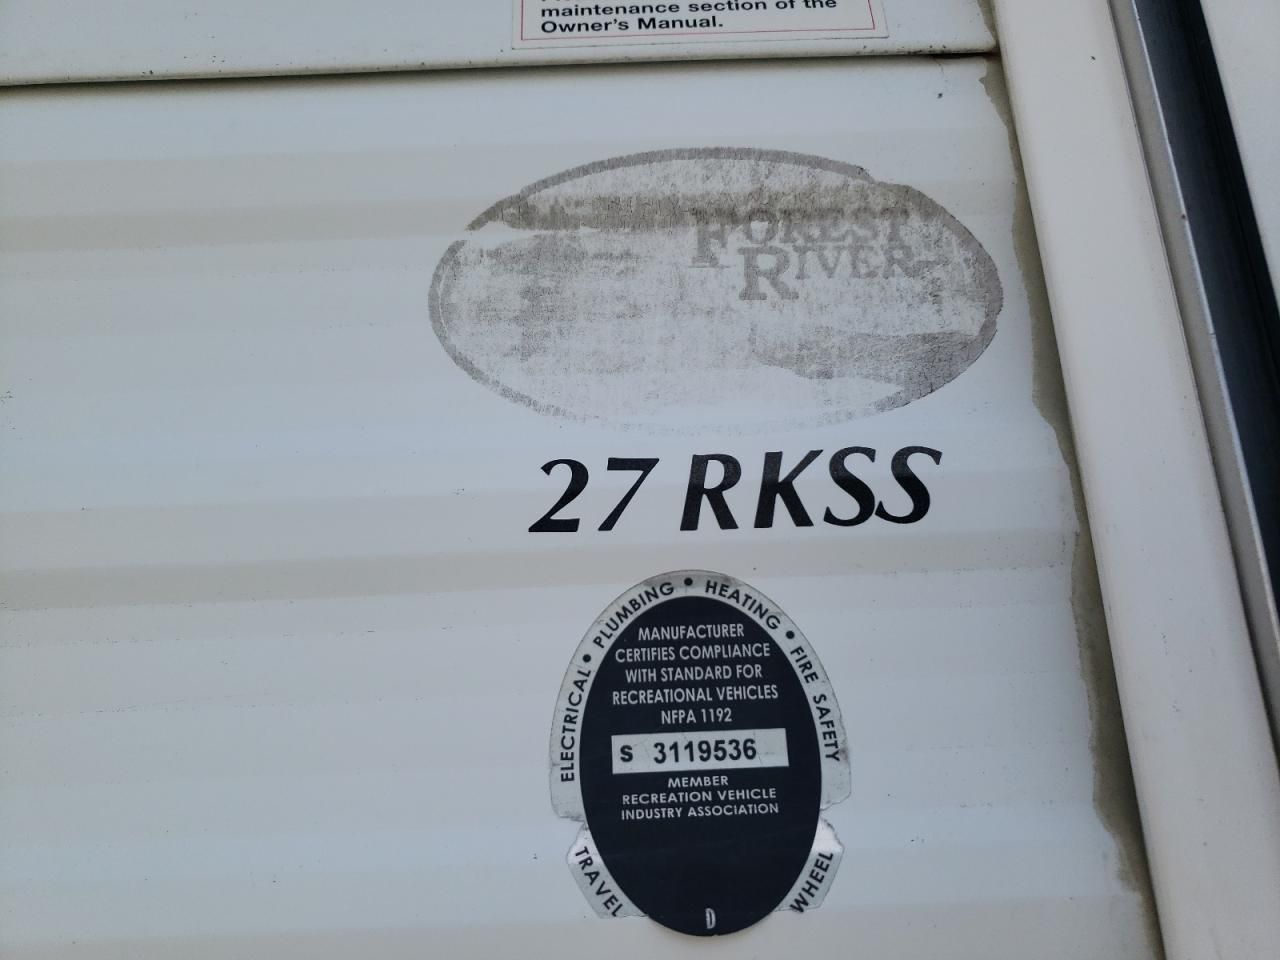 maintenance section of the
Owner's Manual.
FOREST
RIVER
27 RKSS
ELECTRICAL • PLUMBING • HEATING • FIRE SAFETY
MANUFACTURER
CERTIFIES COMPLIANCE
WITH STANDARD FOR
RECREATIONAL VEHICLES
NFPA 1192
S 3119536
MEMBER
RECREATION VEHICLE
INDUSTRY ASSOCIATION
TRAVEL
WHEEL
D